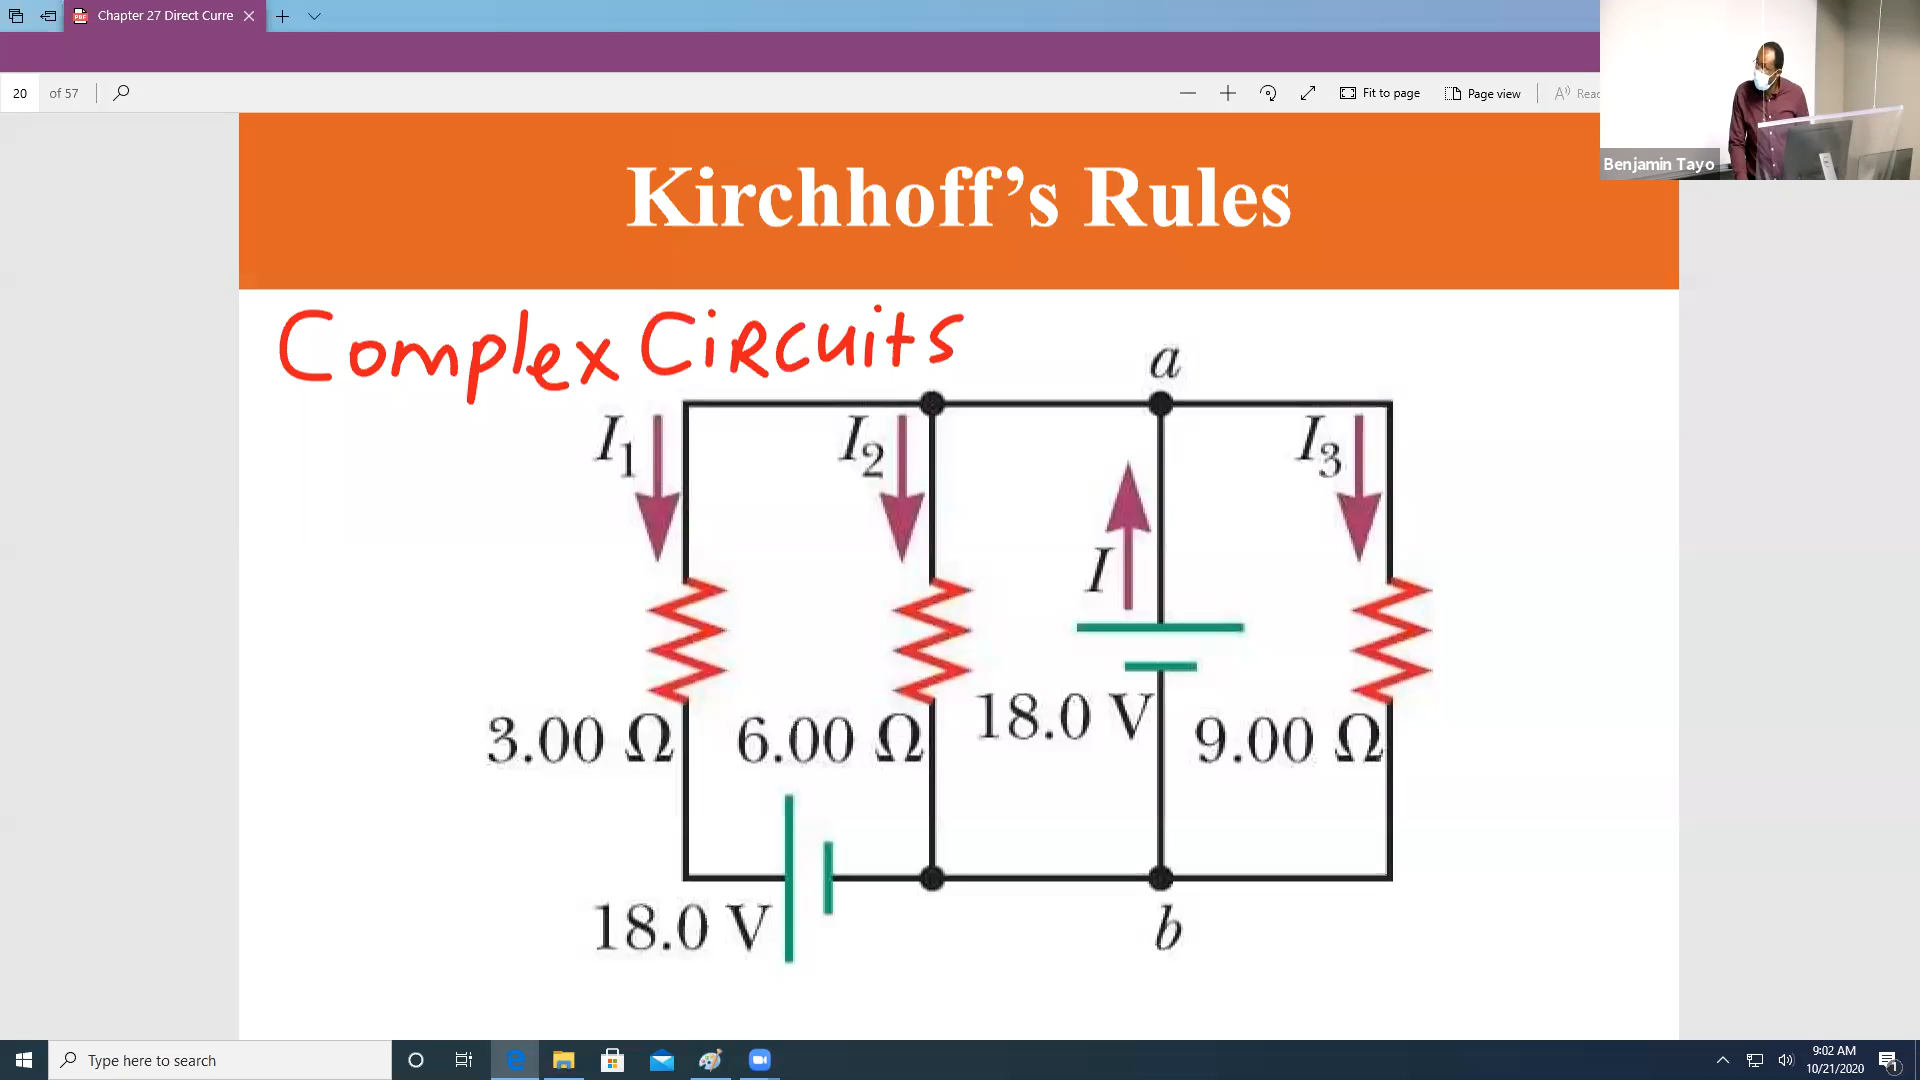 Chapter 27 Direct Curre
20 of 57
Fit to page
Page view
Benjamin Tayo
Kirchhoff’s Rules
Complex Circuits
a
I1
I2
I3
I
3.00 Ω
6.00 Ω
18.0 V
9.00 Ω
18.0 V
b
Type here to search
9:02 AM
10/21/2020
1